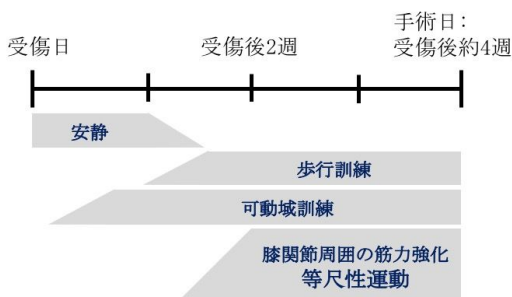 受傷日
受傷後2週
手術日：
受傷後約4週
安静
歩行訓練
可動域訓練
膝関節周囲の筋力強化
等尺性運動